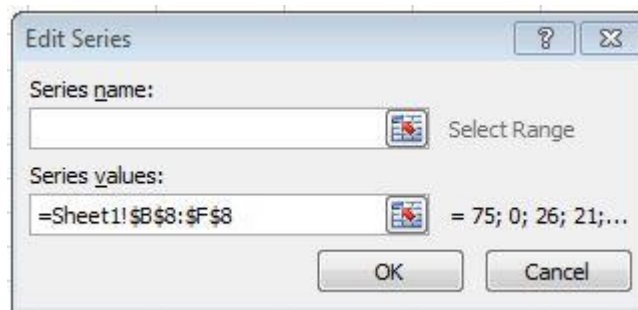 Edit Series
Series name:
Select Range
Series values:
=Sheet1!$B$8:$F$8
= 75; 0; 26; 21;...
OK
Cancel